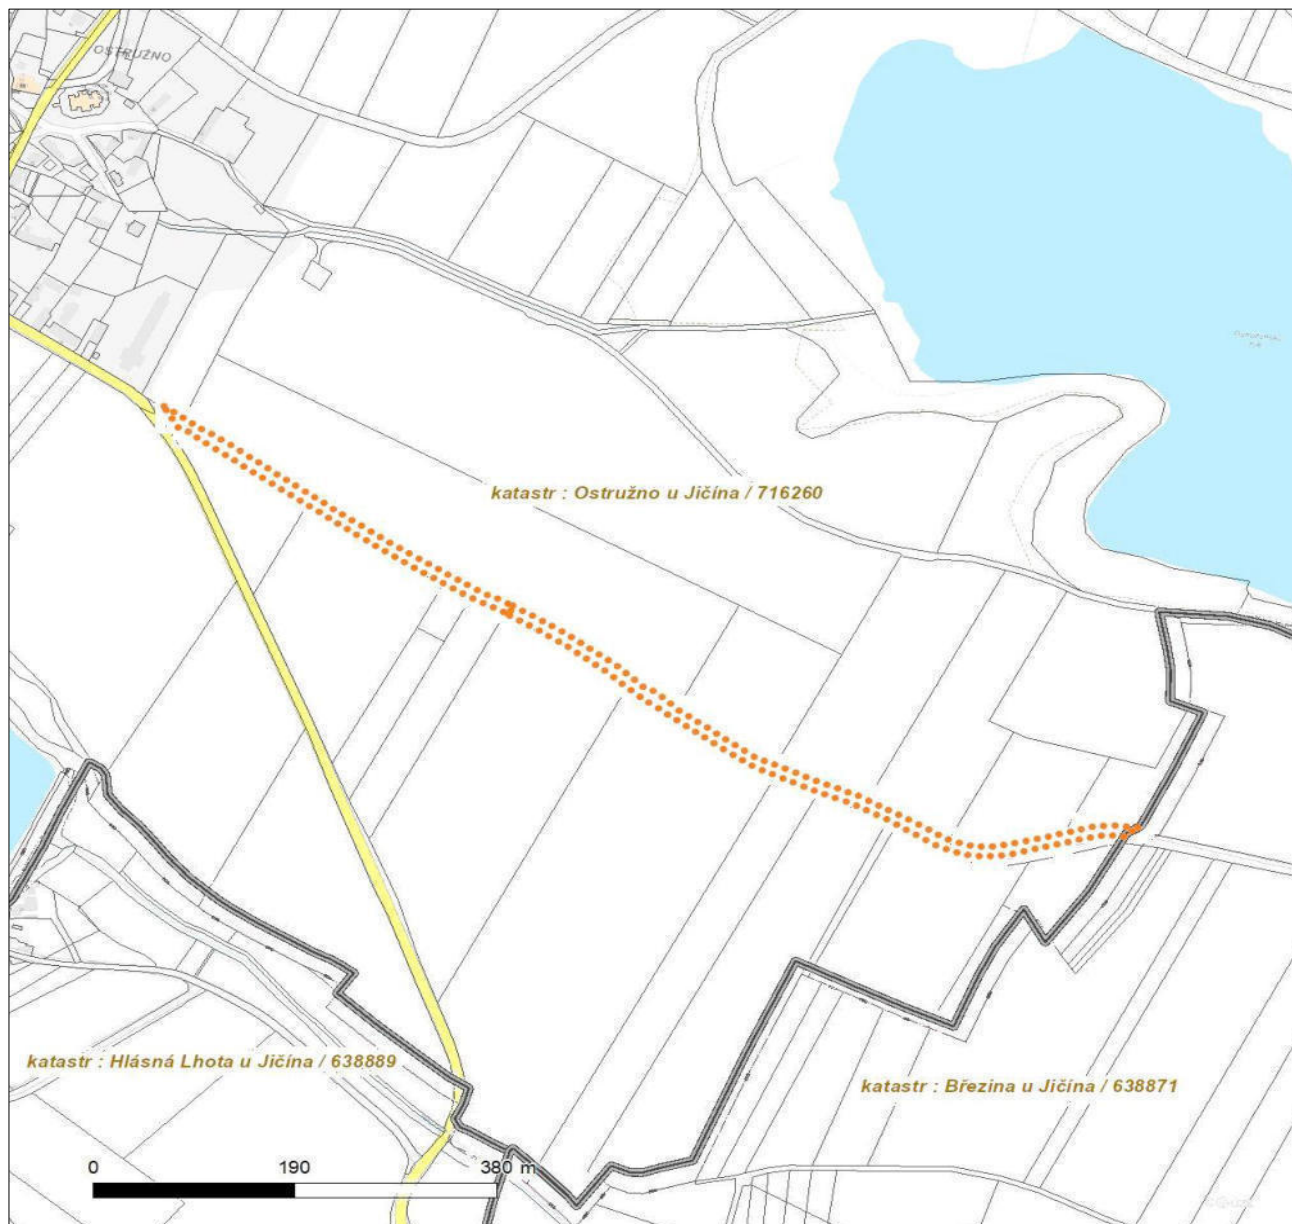 OSTRUŽNO
katastr : Ostružno u Jičína / 716260
katastr : Hlásná Lhota u Jičína / 638889
katastr : Březina u Jičína / 638871
0 190 380 m